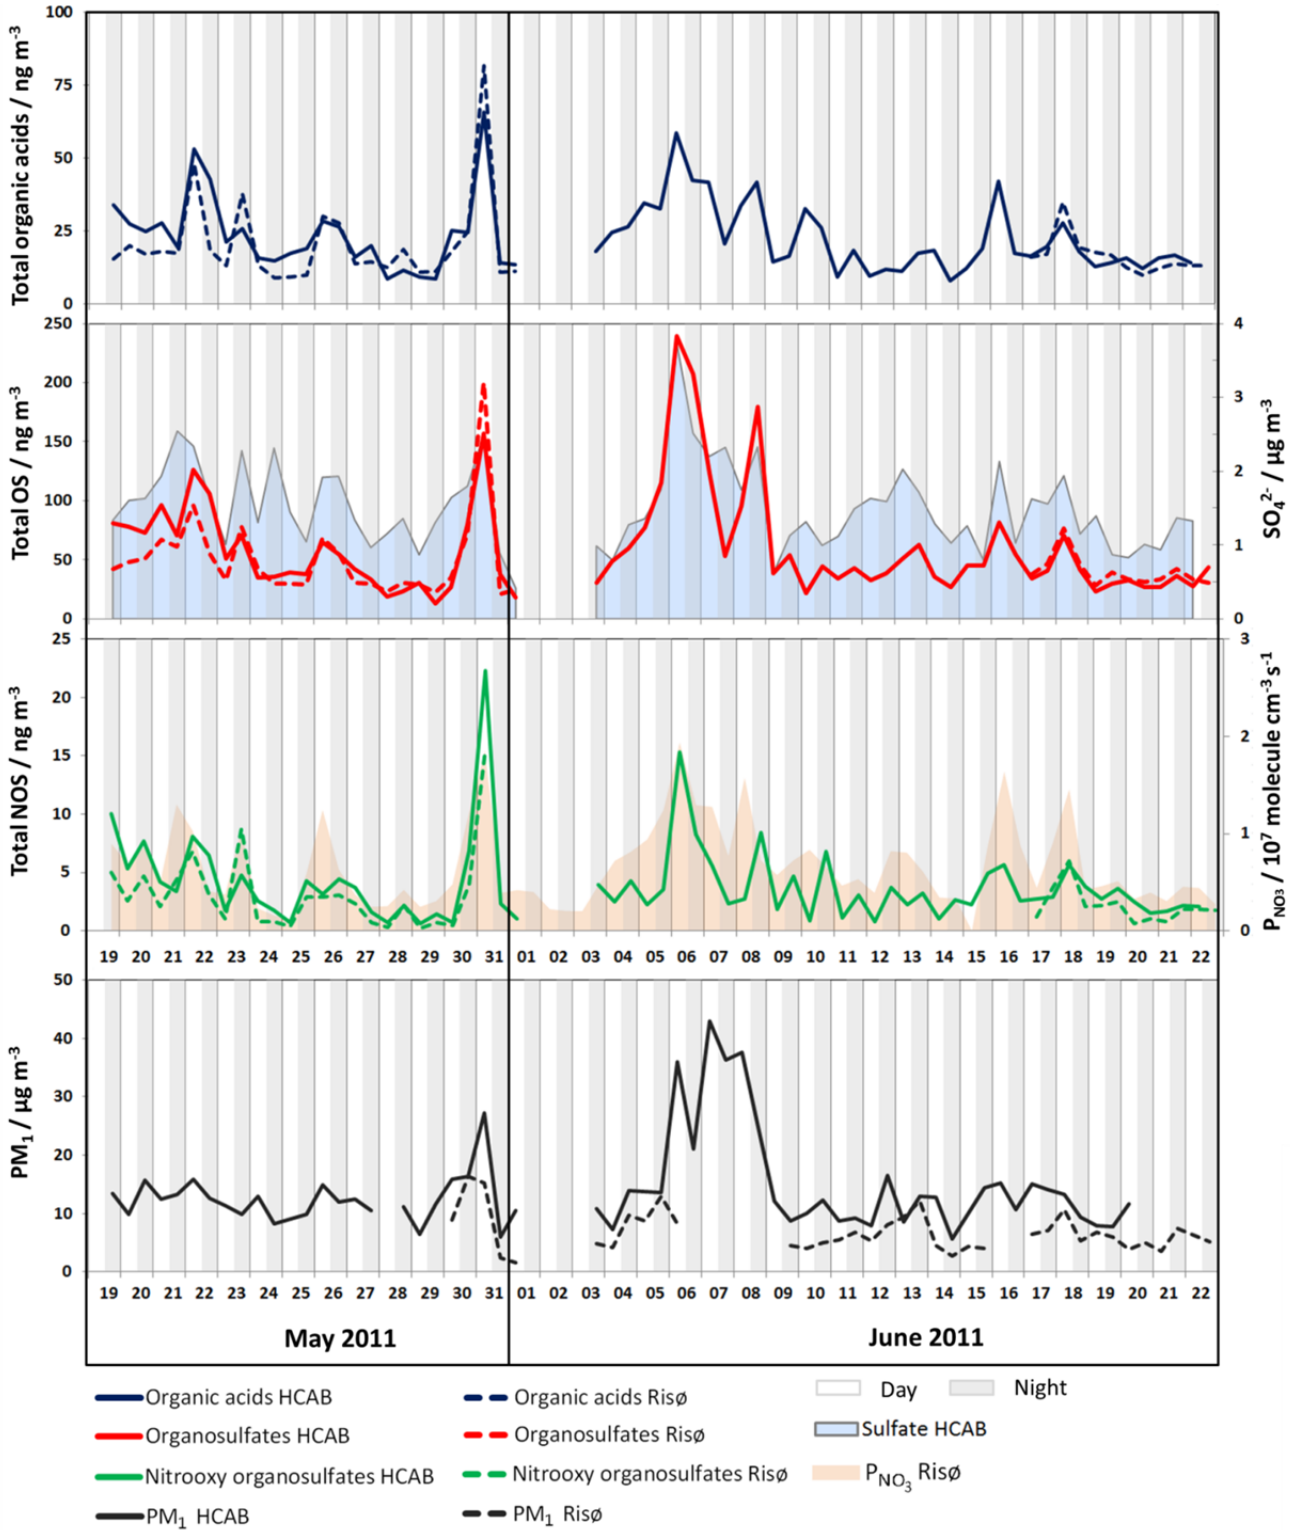 Total organic acids / ng m⁻³
100
75
50
25
0
Total OS / ng m⁻³
250
200
150
100
50
0
4
3
2
1
0
SO₄²⁻ / µg m⁻³
Total NOS / ng m⁻³
25
20
15
10
5
0
3
2
1
0
P_NO₃ / 10⁷ molecule cm⁻³ s⁻¹
19 20 21 22 23 24 25 26 27 28 29 30 31 01 02 03 04 05 06 07 08 09 10 11 12 13 14 15 16 17 18 19 20 21 22
PM₁ / µg m⁻³
50
40
30
20
10
0
19 20 21 22 23 24 25 26 27 28 29 30 31 01 02 03 04 05 06 07 08 09 10 11 12 13 14 15 16 17 18 19 20 21 22
May 2011 June 2011
Organic acids HCAB Organic acids Risø Day Night
Organosulfates HCAB Organosulfates Risø Sulfate HCAB
Nitrooxy organosulfates HCAB Nitrooxy organosulfates Risø P_NO₃ Risø
PM₁ HCAB PM₁ Risø